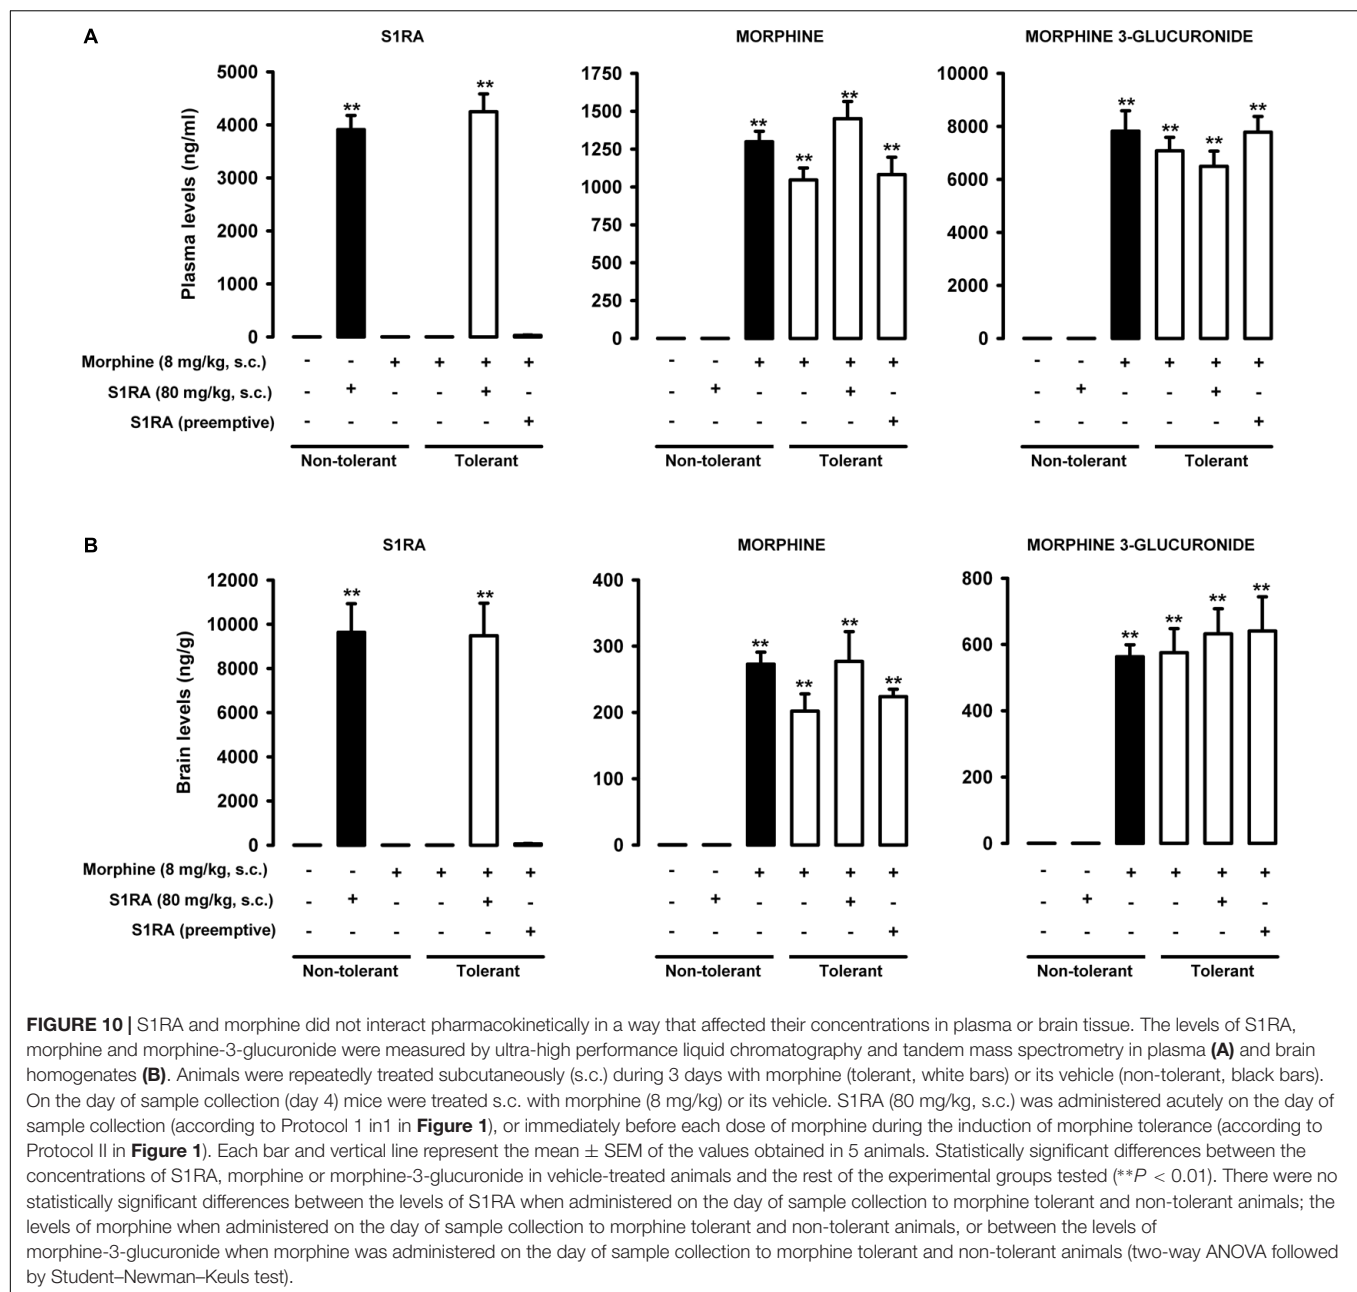 A
S1RA
MORPHINE
MORPHINE 3-GLUCURONIDE
Plasma levels (ng/ml)
5000
4000
3000
2000
1000
0
** **
1750
1500
1250
1000
750
500
250
0
** ** ** **
10000
8000
6000
4000
2000
0
** ** ** **
Morphine (8 mg/kg, s.c.) - - + + + + - - + + + + - - + + + +
S1RA (80 mg/kg, s.c.) - + - - + - - + - - + - - + - - + -
S1RA (preemptive) - - - - - + - - - - - + - - - - - +
Non-tolerant Tolerant Non-tolerant Tolerant Non-tolerant Tolerant
B
S1RA
MORPHINE
MORPHINE 3-GLUCURONIDE
Brain levels (ng/g)
12000
10000
8000
6000
4000
2000
0
** **
400
300
200
100
0
** ** ** **
800
600
400
200
0
** ** ** **
Morphine (8 mg/kg, s.c.) - - + + + + - - + + + + - - + + + +
S1RA (80 mg/kg, s.c.) - + - - + - - + - - + - - + - - + -
S1RA (preemptive) - - - - - + - - - - - + - - - - - +
Non-tolerant Tolerant Non-tolerant Tolerant Non-tolerant Tolerant
FIGURE 10 | S1RA and morphine did not interact pharmacokinetically in a way that affected their concentrations in plasma or brain tissue. The levels of S1RA,
morphine and morphine-3-glucuronide were measured by ultra-high performance liquid chromatography and tandem mass spectrometry in plasma (A) and brain
homogenates (B). Animals were repeatedly treated subcutaneously (s.c.) during 3 days with morphine (tolerant, white bars) or its vehicle (non-tolerant, black bars).
On the day of sample collection (day 4) mice were treated s.c. with morphine (8 mg/kg) or its vehicle. S1RA (80 mg/kg, s.c.) was administered acutely on the day of
sample collection (according to Protocol 1 in1 in Figure 1), or immediately before each dose of morphine during the induction of morphine tolerance (according to
Protocol II in Figure 1). Each bar and vertical line represent the mean ± SEM of the values obtained in 5 animals. Statistically significant differences between the
concentrations of S1RA, morphine or morphine-3-glucuronide in vehicle-treated animals and the rest of the experimental groups tested (**P < 0.01). There were no
statistically significant differences between the levels of S1RA when administered on the day of sample collection to morphine tolerant and non-tolerant animals; the
levels of morphine when administered on the day of sample collection to morphine tolerant and non-tolerant animals, or between the levels of
morphine-3-glucuronide when morphine was administered on the day of sample collection to morphine tolerant and non-tolerant animals (two-way ANOVA followed
by Student–Newman–Keuls test).